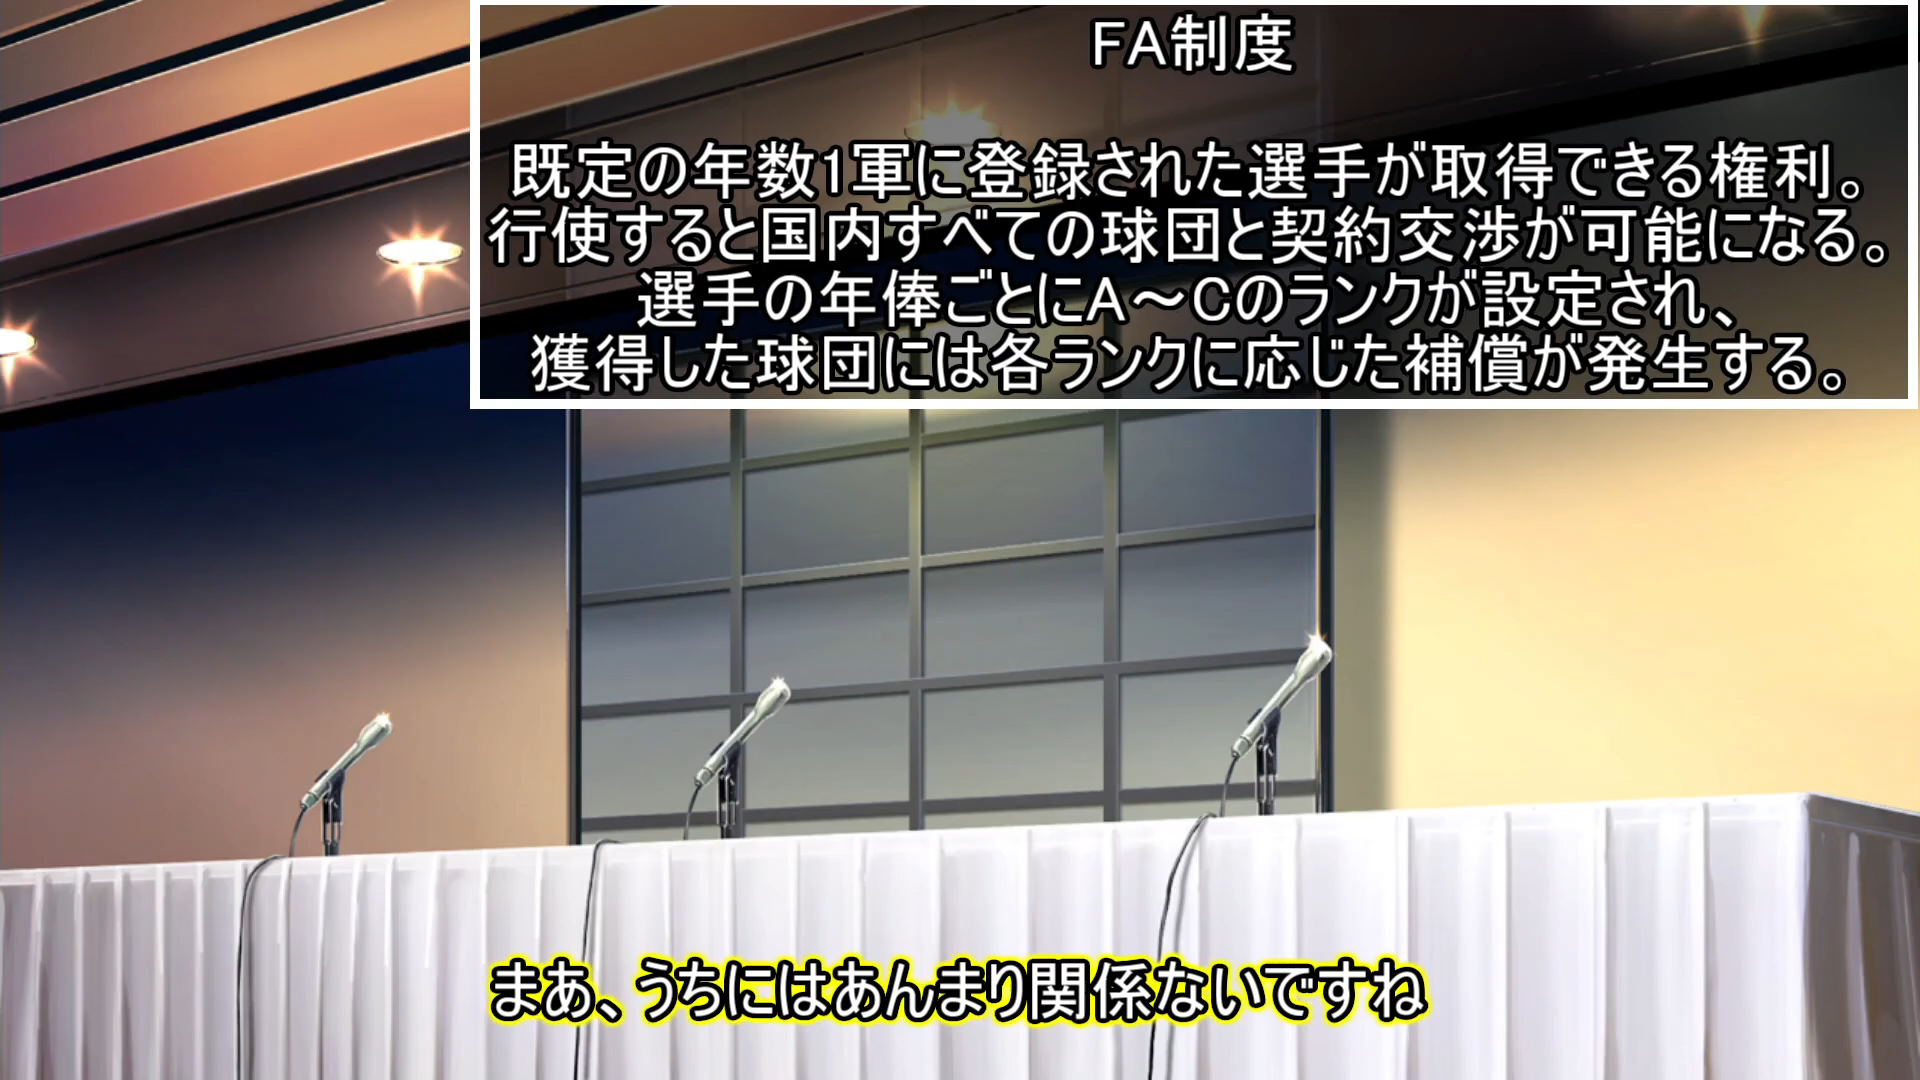 FA制度
既定の年数1軍に登録された選手が取得できる権利。
行使すると国内すべての球団と契約交渉が可能になる。
選手の年俸ごとにA～Cのランクが設定され、
獲得した球団には各ランクに応じた補償が発生する。
まあ、うちにはあんまり関係ないですね